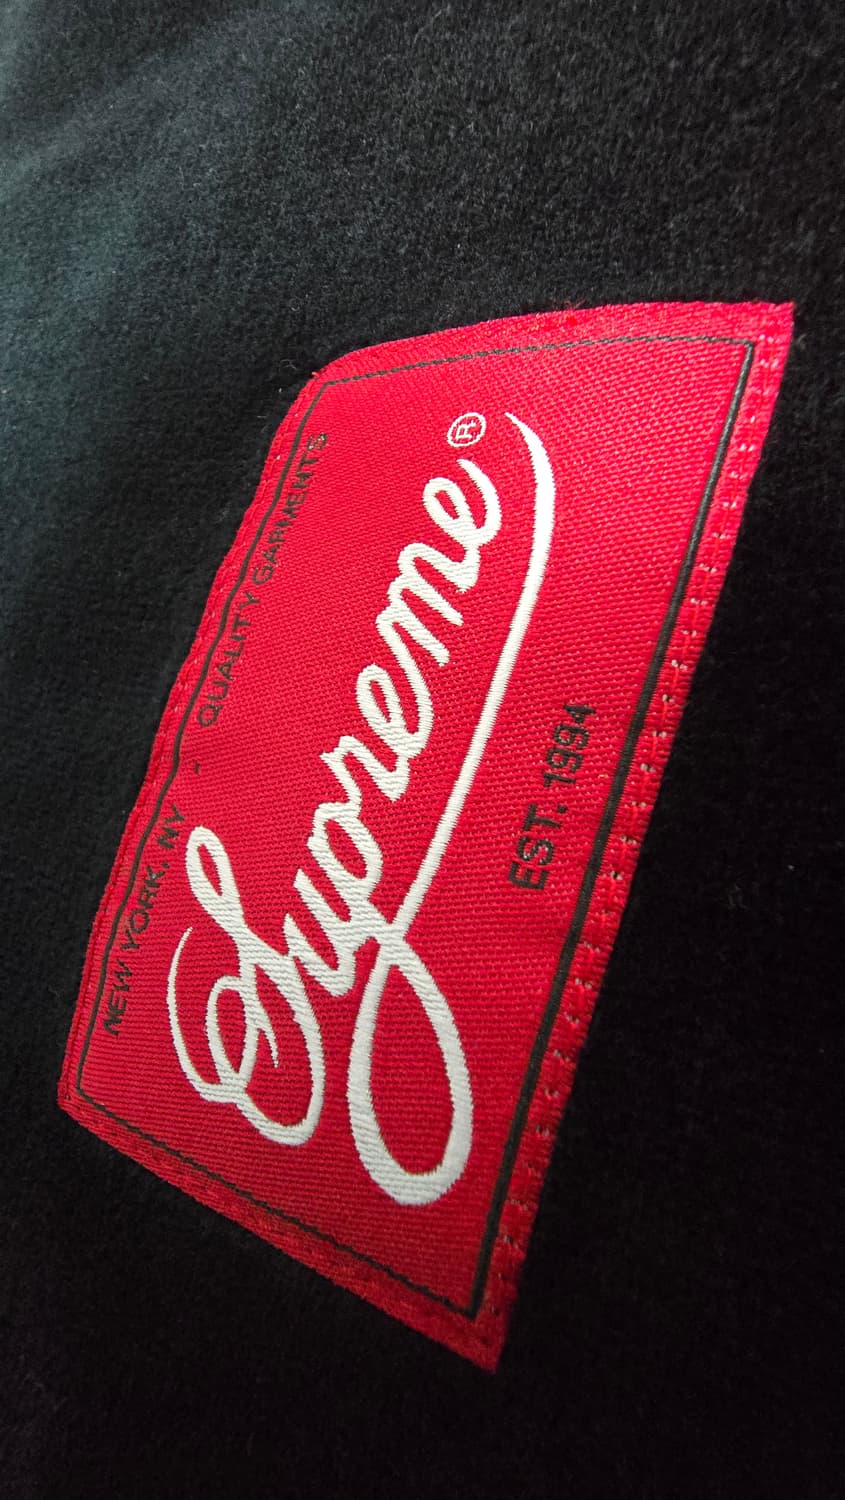 NEW YORK, NY - QUALITY GARMENTS
Supreme®
EST. 1994